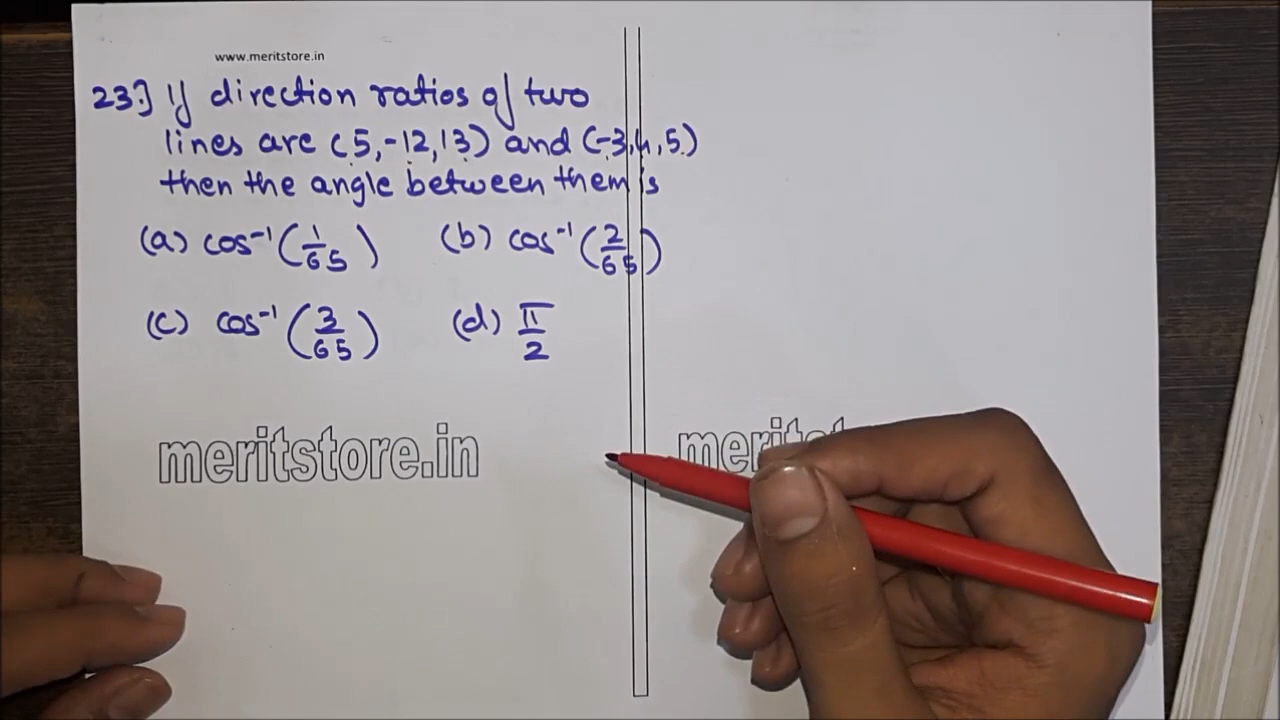 www.meritstore.in
23:] If direction ratios of two
lines are (5,-12,13) and (-3,4,5)
then the angle between them is
(a) cos⁻¹(1/65) (b) cos⁻¹(2/65)
(c) cos⁻¹(3/65) (d) π/2
meritstore.in